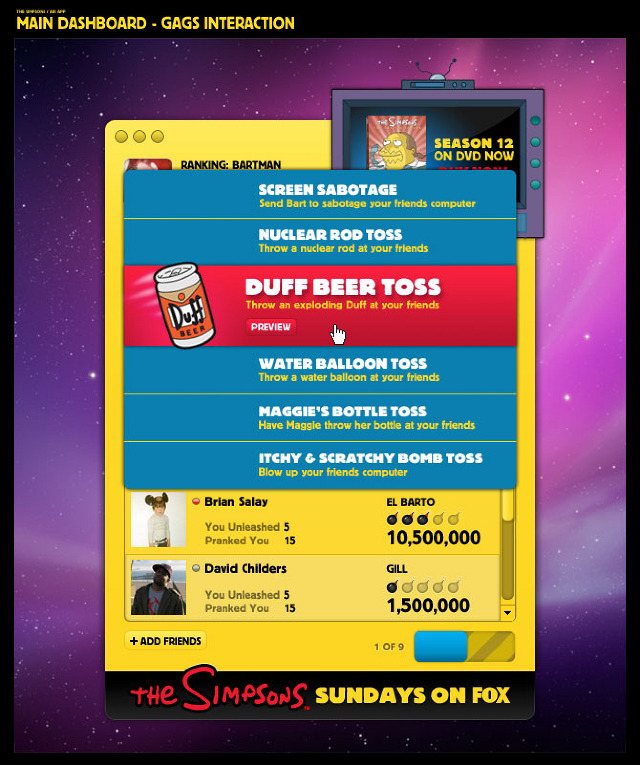 THE SIMPSONS / AIR APP
MAIN DASHBOARD - GAGS INTERACTION
The Simpsons
SEASON 12
ON DVD NOW
RANKING: BARTMAN
SCREEN SABOTAGE
Send Bart to sabotage your friends computer
NUCLEAR ROD TOSS
Throw a nuclear rod at your friends
DUFF BEER TOSS
Throw an exploding Duff at your friends
PREVIEW
Duff
BEER
WATER BALLOON TOSS
Throw a water balloon at your friends
MAGGIE'S BOTTLE TOSS
Have Maggie throw her bottle at your friends
ITCHY & SCRATCHY BOMB TOSS
Blow up your friends computer
Brian Salay
EL BARTO
You Unleashed 5
Pranked You 15
10,500,000
David Childers
GILL
You Unleashed 5
Pranked You 15
1,500,000
+ ADD FRIENDS
1 OF 9
THE SIMPSONS TM SUNDAYS ON FOX